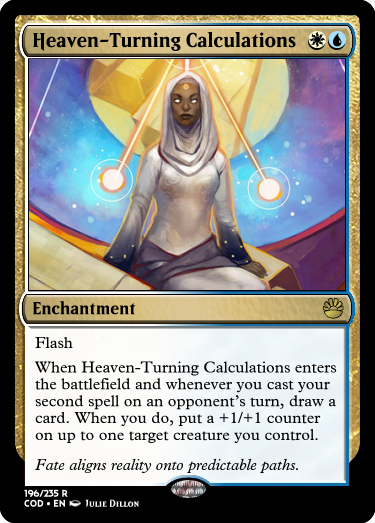 Heaven-Turning Calculations
Enchantment
Flash
When Heaven-Turning Calculations enters
the battlefield and whenever you cast your
second spell on an opponent's turn, draw a
card. When you do, put a +1/+1 counter
on up to one target creature you control.
Fate aligns reality onto predictable paths.
196/235 R
COD • EN Julie Dillon